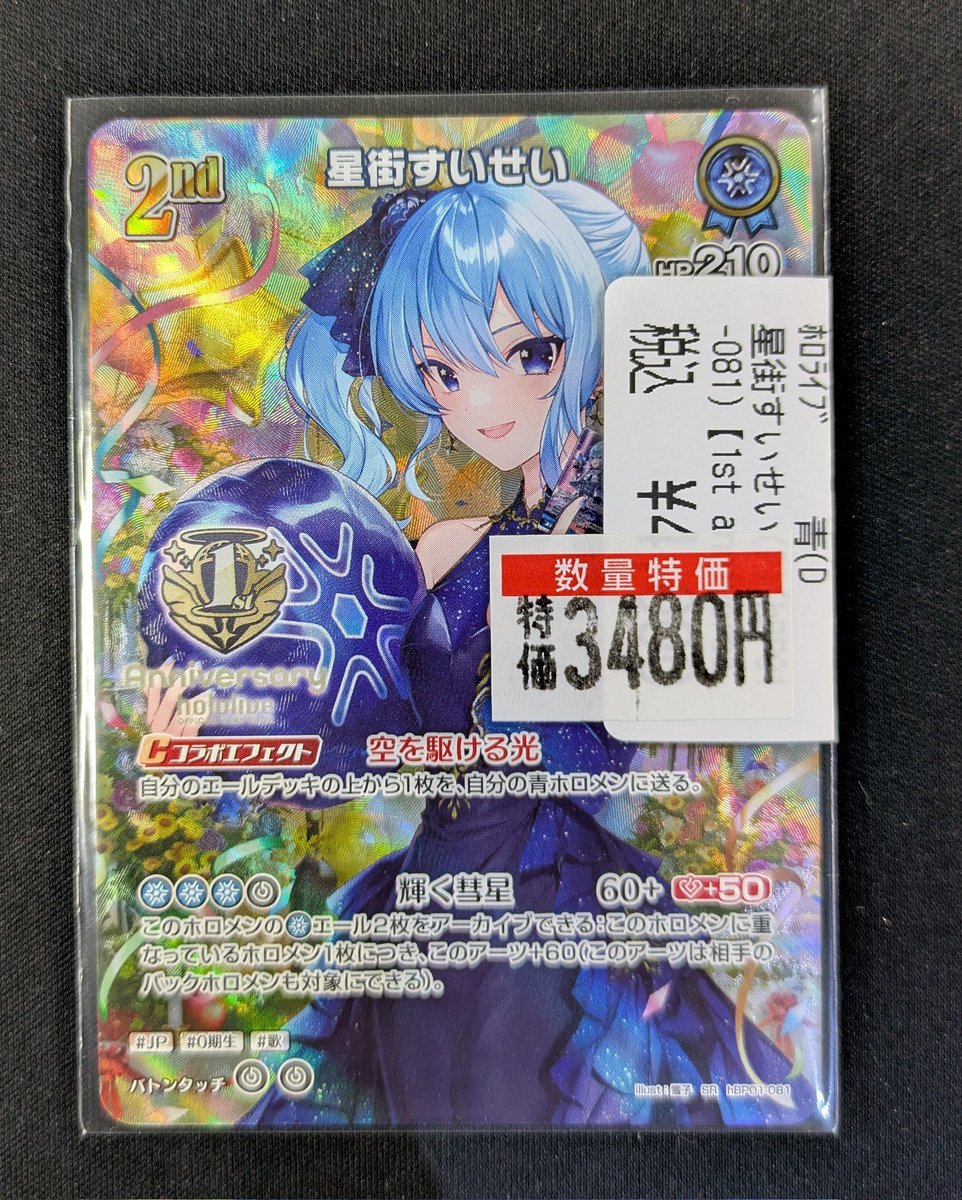 2nd
星街すいせい
HP210
ホロライブ 青(0
星街すいせい
-081)【1st a
税込
数量特価
特価3480円
1st
Anniversary
hololive
コラボエフェクト 空を駆ける光
自分のエールデッキの上から1枚を、自分の青ホロメンに送る。
輝く彗星 60+ +50
このホロメンのエール2枚をアーカイブできる:このホロメンに重
なっているホロメン1枚につき、このアーツ+60(このアーツは相手の
バックホロメンも対象にできる)。
#JP #0期生 #歌
バトンタッチ
illust: SR hBP01-081